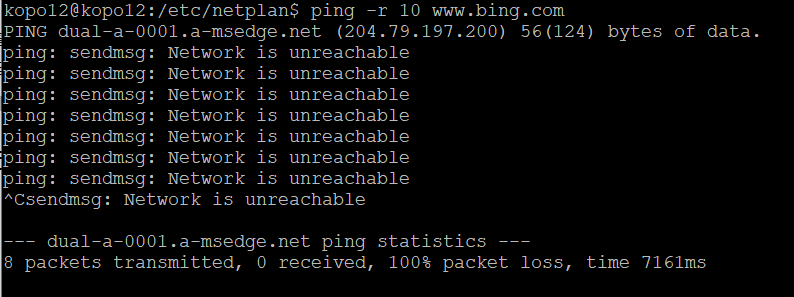 kopo12@kopo12:/etc/netplan$ ping -r 10 www.bing.com
PING dual-a-0001.a-msedge.net (204.79.197.200) 56(124) bytes of data.
ping: sendmsg: Network is unreachable
ping: sendmsg: Network is unreachable
ping: sendmsg: Network is unreachable
ping: sendmsg: Network is unreachable
ping: sendmsg: Network is unreachable
ping: sendmsg: Network is unreachable
ping: sendmsg: Network is unreachable
^Csendmsg: Network is unreachable
--- dual-a-0001.a-msedge.net ping statistics ---
8 packets transmitted, 0 received, 100% packet loss, time 7161ms